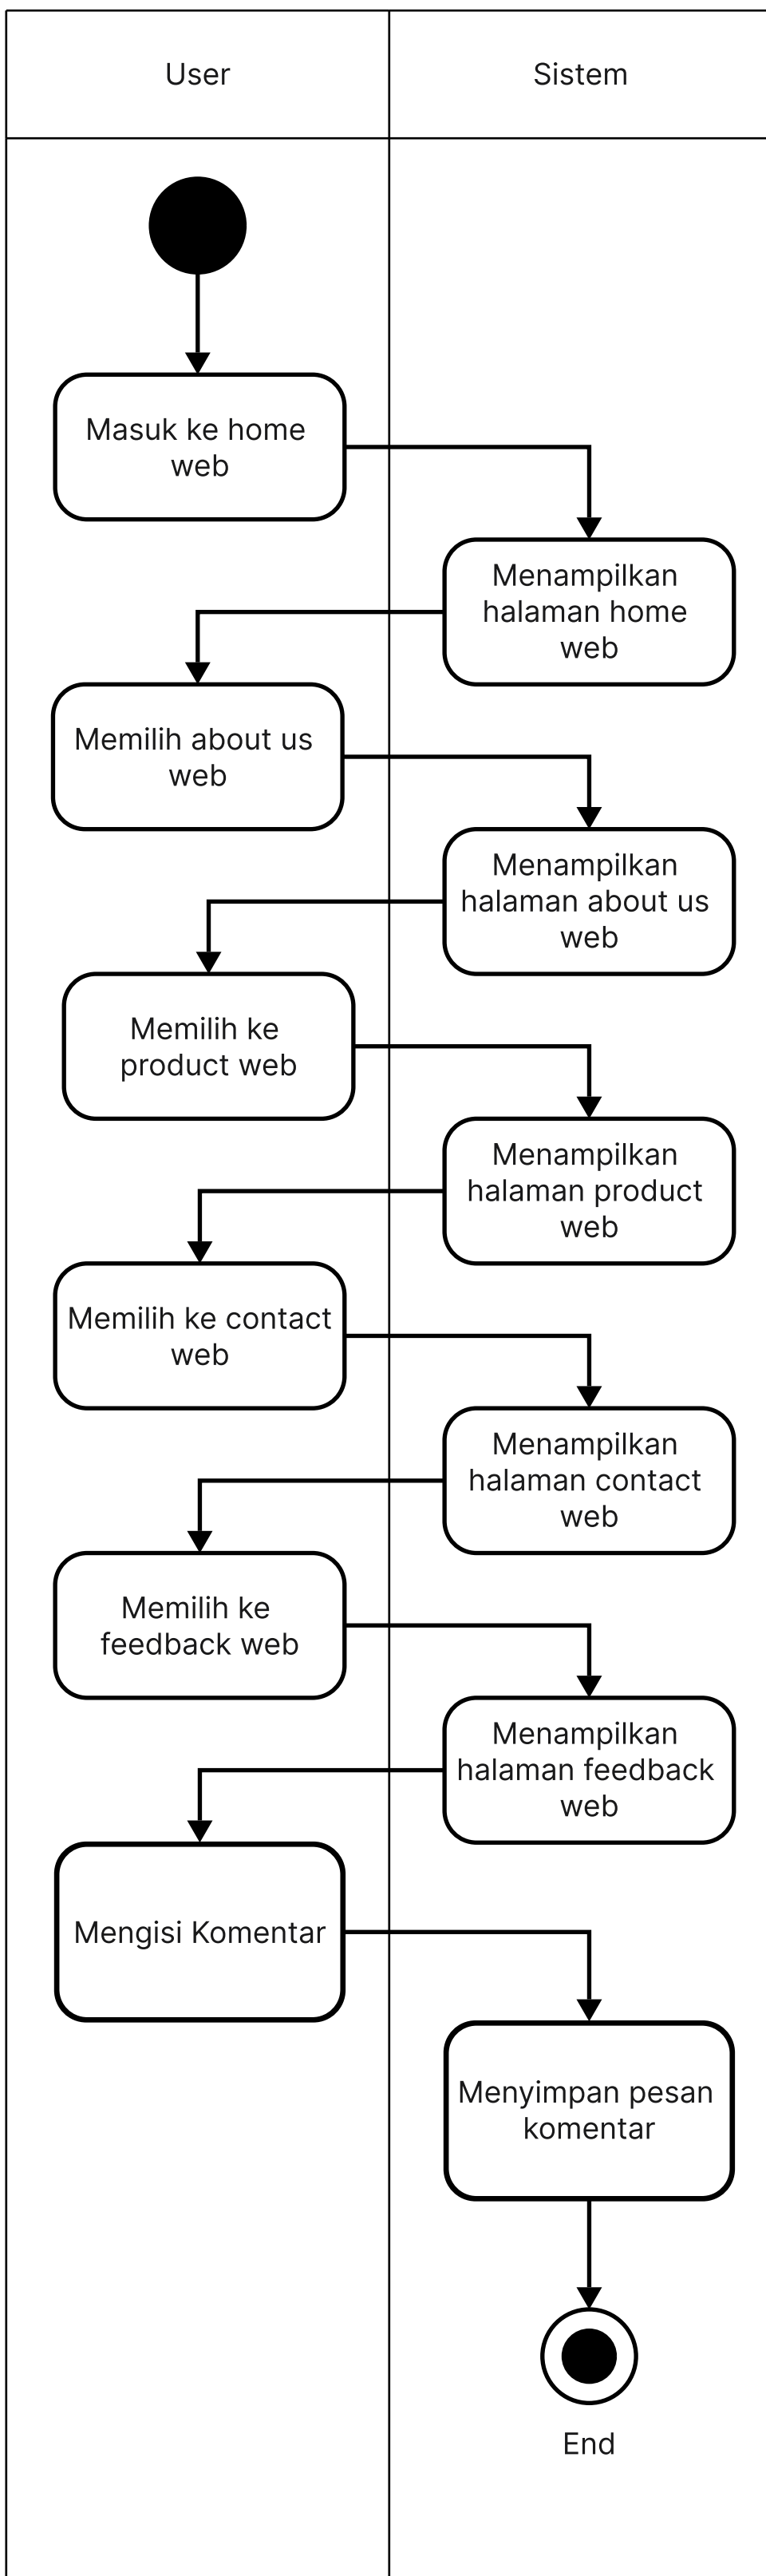 User
Sistem
Masuk ke home
web
Menampilkan
halaman home
web
Memilih about us
web
Menampilkan
halaman about us
web
Memilih ke
product web
Menampilkan
halaman product
web
Memilih ke contact
web
Menampilkan
halaman contact
web
Memilih ke
feedback web
Menampilkan
halaman feedback
web
Mengisi Komentar
Menyimpan pesan
komentar
End